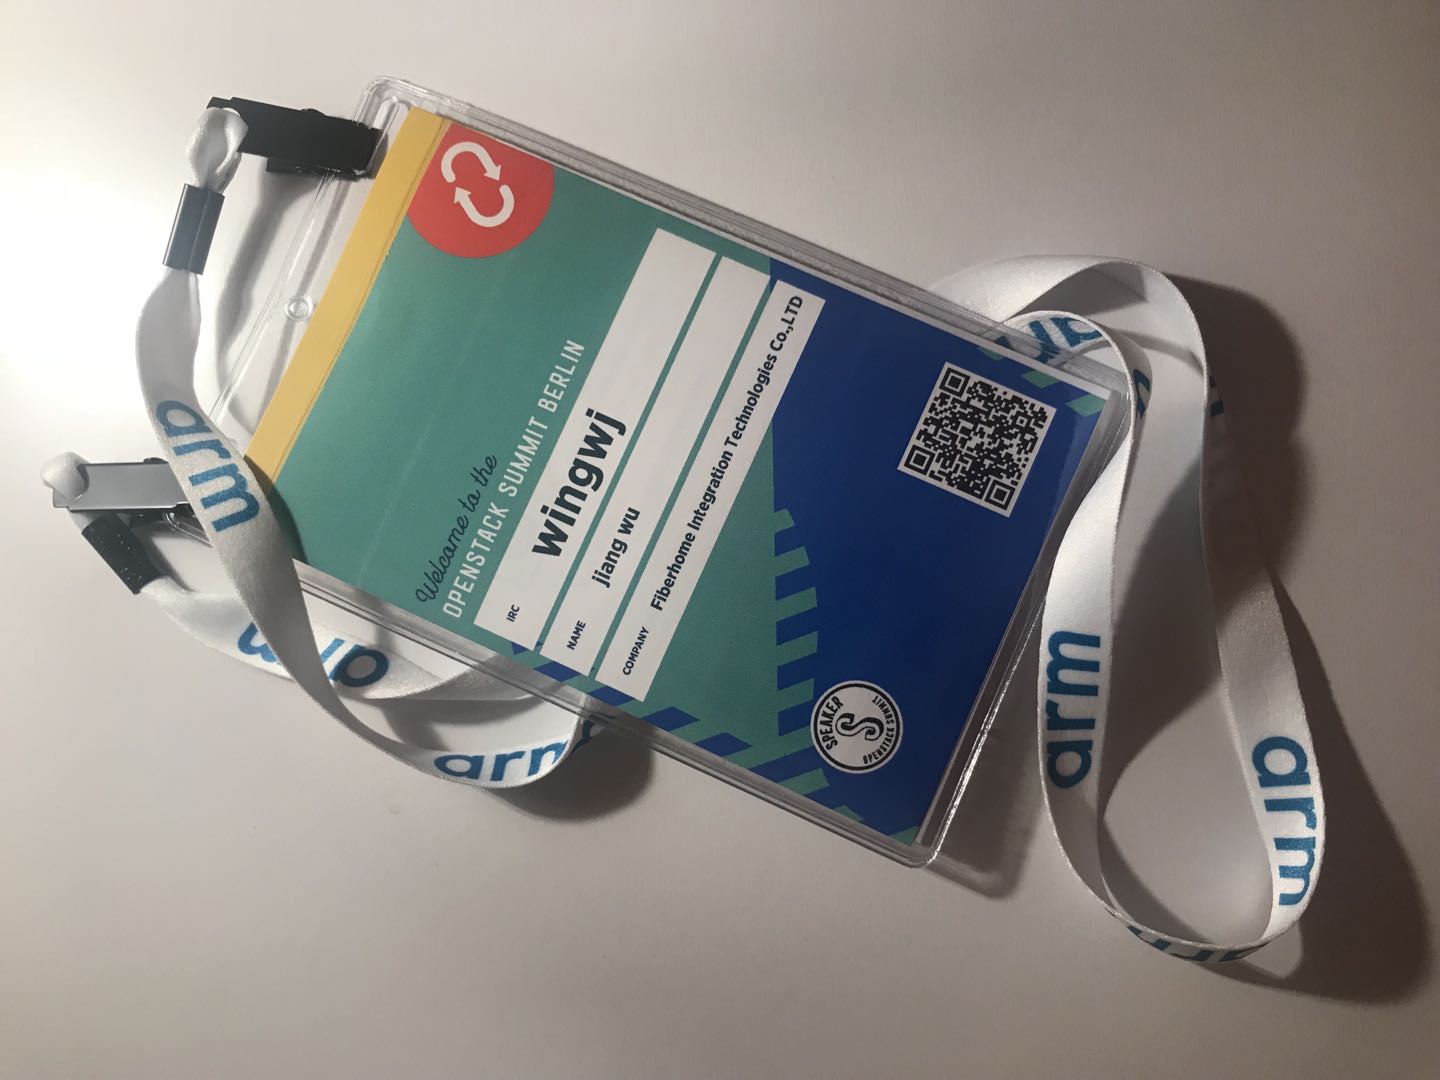 arm
arm
Welcome to the
OPENSTACK SUMMIT BERLIN
IRC
wingwj
NAME
jiang wu
COMPANY
Fiberhome Integration Technologies Co.,LTD
SPEAKER
S
OPENSTACK SUMMIT
arm
arm